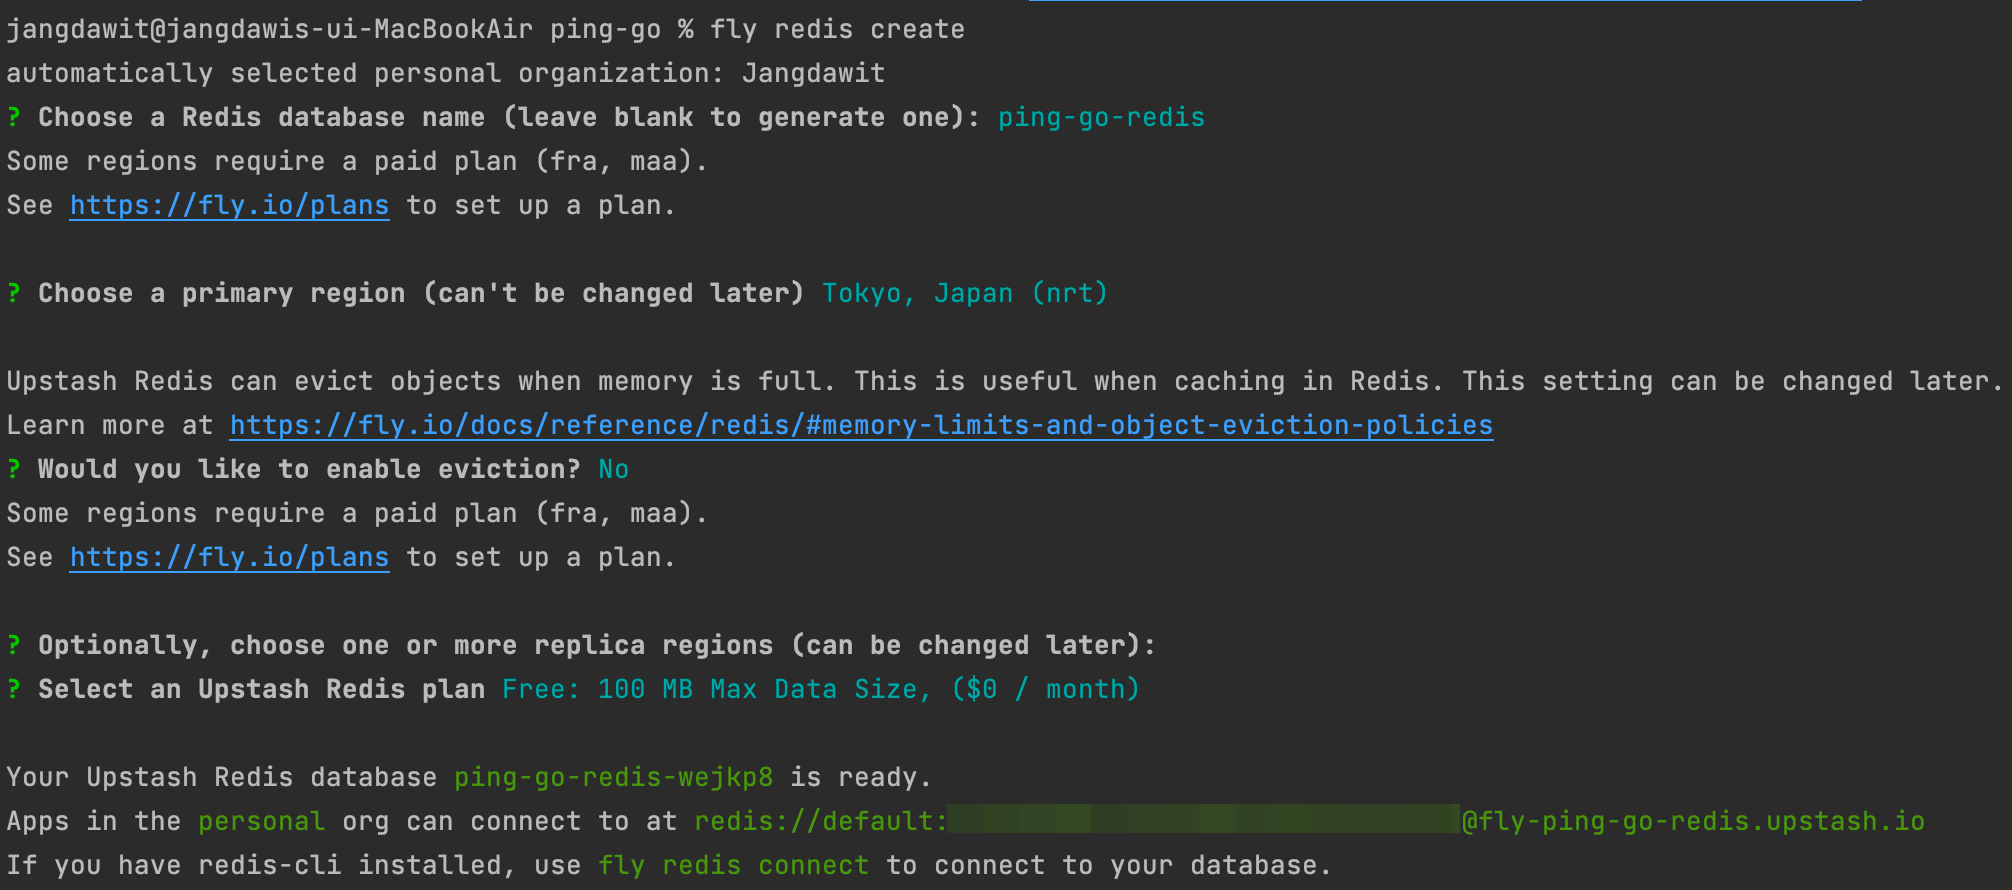 jangdawit@jangdawis-ui-MacBookAir ping-go % fly redis create
automatically selected personal organization: Jangdawit
? Choose a Redis database name (leave blank to generate one): ping-go-redis
Some regions require a paid plan (fra, maa).
See https://fly.io/plans to set up a plan.
? Choose a primary region (can't be changed later) Tokyo, Japan (nrt)
Upstash Redis can evict objects when memory is full. This is useful when caching in Redis. This setting can be changed later.
Learn more at https://fly.io/docs/reference/redis/#memory-limits-and-object-eviction-policies
? Would you like to enable eviction? No
Some regions require a paid plan (fra, maa).
See https://fly.io/plans to set up a plan.
? Optionally, choose one or more replica regions (can be changed later):
? Select an Upstash Redis plan Free: 100 MB Max Data Size, ($0 / month)
Your Upstash Redis database ping-go-redis-wejkp8 is ready.
Apps in the personal org can connect to at redis://default:@fly-ping-go-redis.upstash.io
If you have redis-cli installed, use fly redis connect to connect to your database.